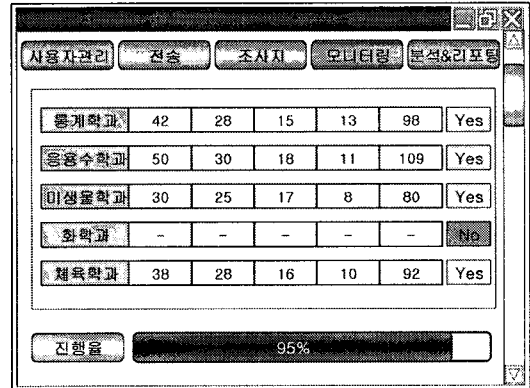 사용자관리 전송 조사지 모니터링 분석&리포팅
통계학과 42 28 15 13 98 Yes
응용수학과 50 30 18 11 109 Yes
미생물학과 30 25 17 8 80 Yes
화학과 - - - - - No
체육학과 38 28 16 10 92 Yes
진행율 95%